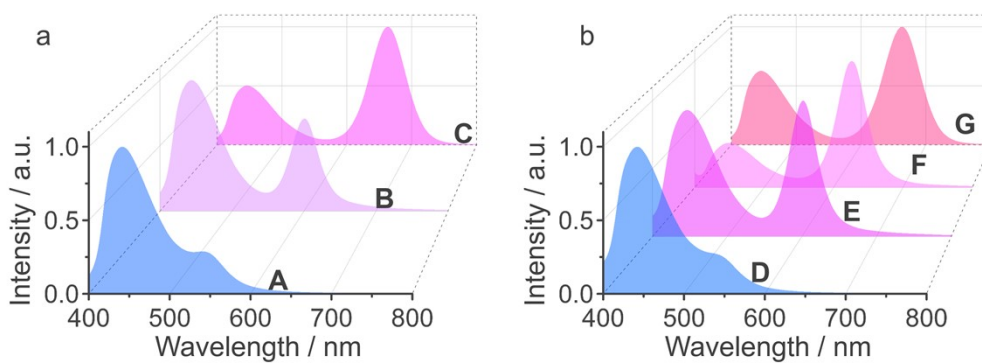 a
b
Intensity / a.u.
1.0
0.5
0.0
400
500
600
700
800
Wavelength / nm
A
B
C
Intensity / a.u.
1.0
0.5
0.0
400
500
600
700
800
Wavelength / nm
D
E
F
G